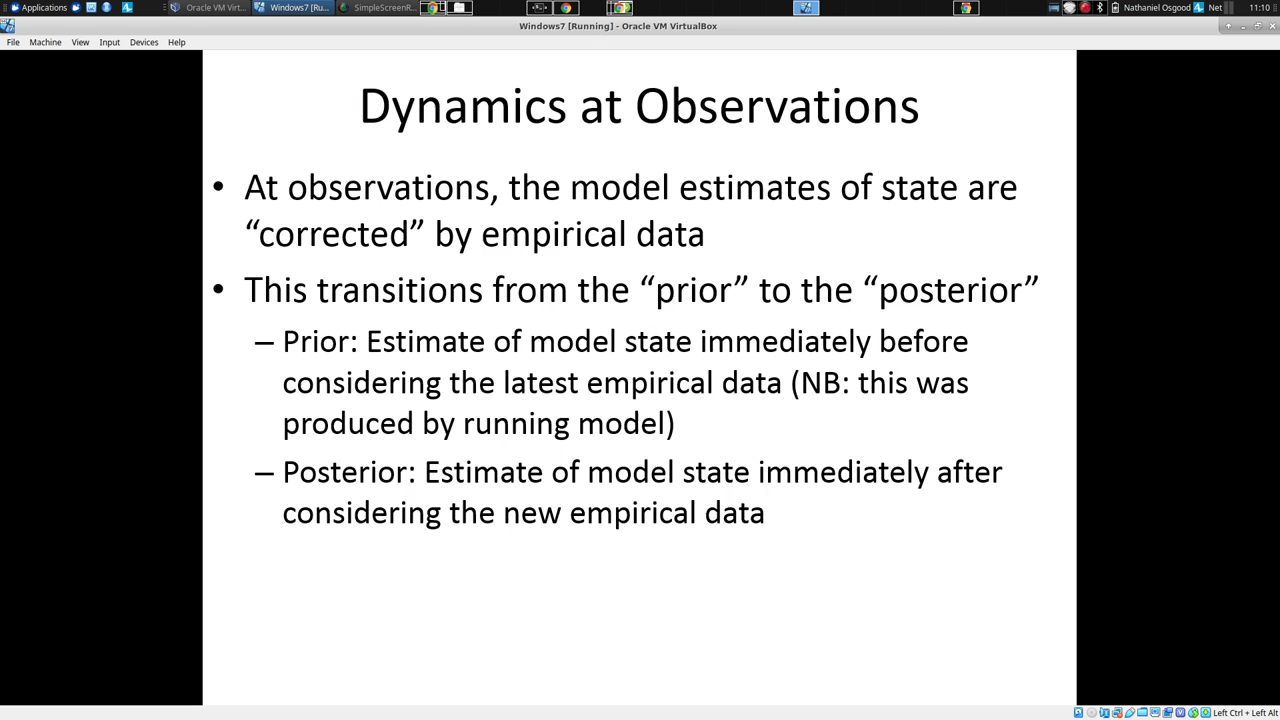 Applications
Oracle VM Virt...
Windows7 [Ru...
SimpleScreenR...
Nathaniel Osgood
Net
11:10
Windows7 [Running] - Oracle VM VirtualBox
File Machine View Input Devices Help
Dynamics at Observations
• At observations, the model estimates of state are
“corrected” by empirical data
• This transitions from the “prior” to the “posterior”
– Prior: Estimate of model state immediately before
considering the latest empirical data (NB: this was
produced by running model)
– Posterior: Estimate of model state immediately after
considering the new empirical data
Left Ctrl + Left Alt